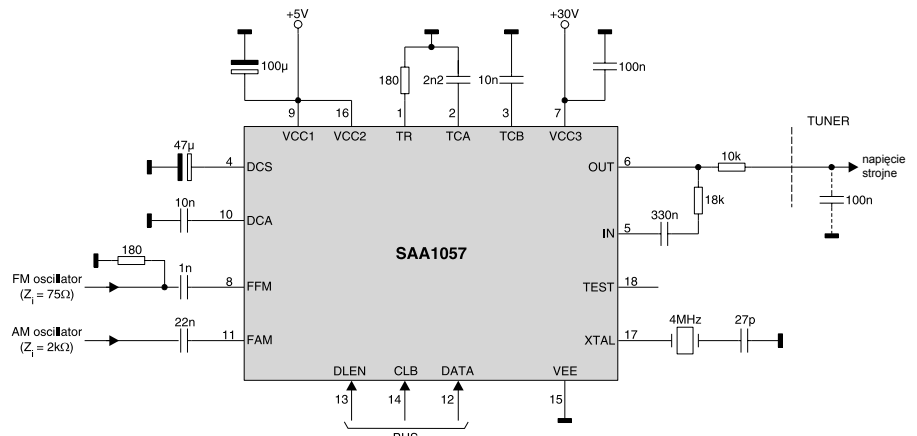 +5V
+30V
100µ
180
2n2
10n
100n
9
16
1
2
3
7
VCC1
VCC2
TR
TCA
TCB
VCC3
TUNER
47µ
4
DCS
OUT
6
10k
napięcie
strojne
10n
10
DCA
18k
100n
330n
IN
5
SAA1057
180
1n
FM oscilator
(Zi = 75Ω)
8
FFM
TEST
18
22n
4MHz
27p
AM oscilator
(Zi = 2kΩ)
11
FAM
XTAL
17
DLEN
CLB
DATA
VEE
13
14
12
15
BUS